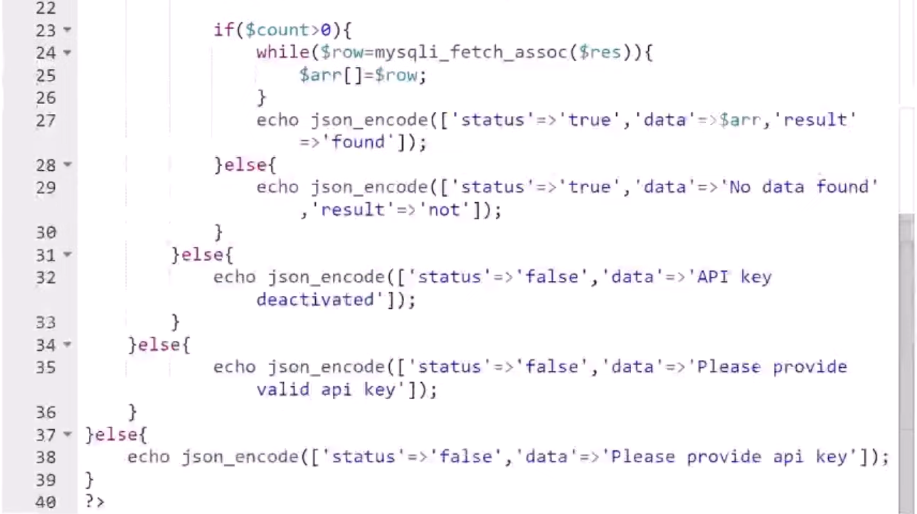 22
23 if($count>0){
24 while($row=mysqli_fetch_assoc($res)){
25 $arr[]=$row;
26 }
27 echo json_encode(['status'=>'true','data'=>$arr,'result'
=>'found']);
28 }else{
29 echo json_encode(['status'=>'true','data'=>'No data found'
,'result'=>'not']);
30 }
31 }else{
32 echo json_encode(['status'=>'false','data'=>'API key
deactivated']);
33 }
34 }else{
35 echo json_encode(['status'=>'false','data'=>'Please provide
valid api key']);
36 }
37 }else{
38 echo json_encode(['status'=>'false','data'=>'Please provide api key']);
39 }
40 ?>